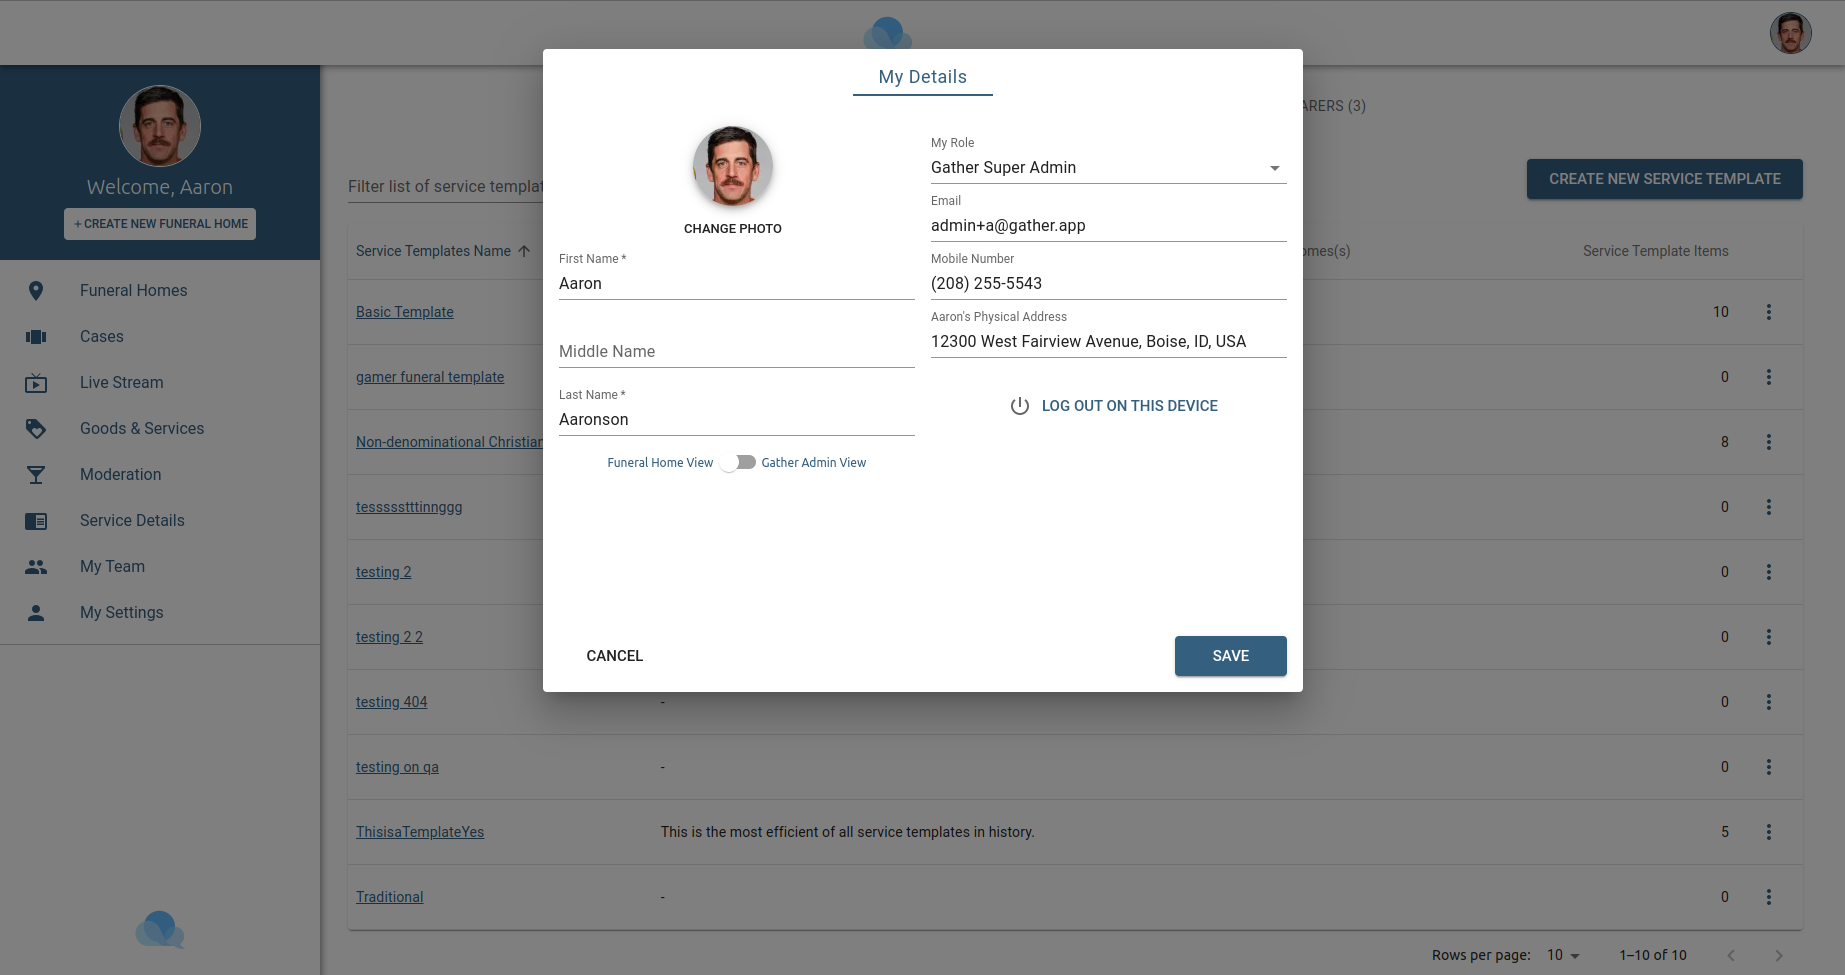 My Details
CHANGE PHOTO
First Name *
Aaron
Middle Name
Last Name *
Aaronson
Funeral Home View
Gather Admin View
My Role
Gather Super Admin
Email
admin+a@gather.app
Mobile Number
(208) 255-5543
Aaron's Physical Address
12300 West Fairview Avenue, Boise, ID, USA
LOG OUT ON THIS DEVICE
CANCEL
SAVE
Welcome, Aaron
+ CREATE NEW FUNERAL HOME
Funeral Homes
Cases
Live Stream
Goods & Services
Moderation
Service Details
My Team
My Settings
(3)
Filter list of service
CREATE NEW SERVICE TEMPLATE
Service Templates Name
Service Template Items
Basic Template
10
gamer funeral template
0
Non-denominational
8
tesssssttinnggg
0
testing 2
0
testing 2 2
0
testing 404 - 0
testing on qa - 0
ThisisaTemplateYes This is the most efficient of all service templates in history. 5
Traditional - 0
Rows per page: 10 1–10 of 10